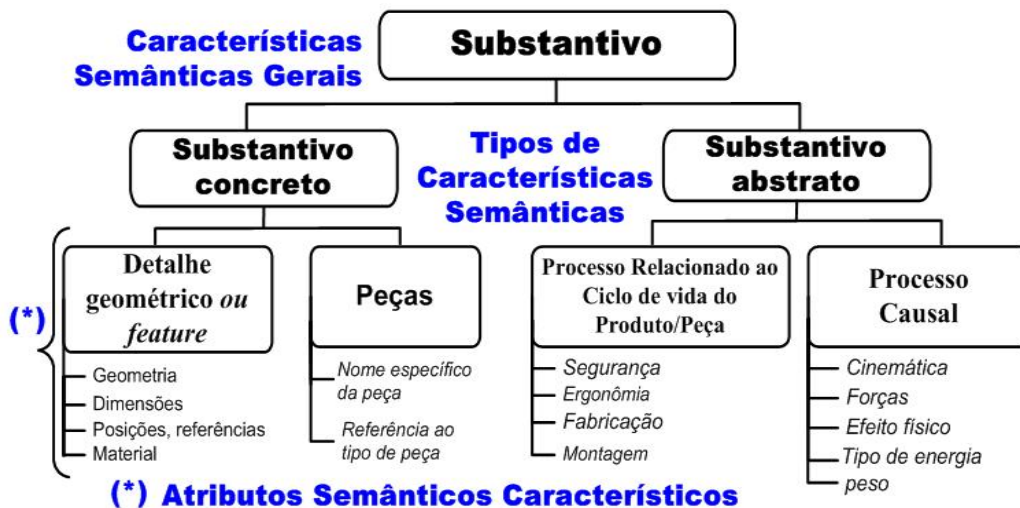 Características
Semânticas Gerais
Substantivo
Substantivo
concreto
Tipos de
Características
Semânticas
Substantivo
abstrato
(*)
Detalhe
geométrico ou
feature
Geometria
Dimensões
Posições, referências
Material
Peças
Nome específico
da peça
Referência ao
tipo de peça
Processo Relacionado ao
Ciclo de vida do
Produto/Peça
Segurança
Ergonômia
Fabricação
Montagem
Processo
Causal
Cinemática
Forças
Efeito físico
Tipo de energia
peso
(*) Atributos Semânticos Característicos